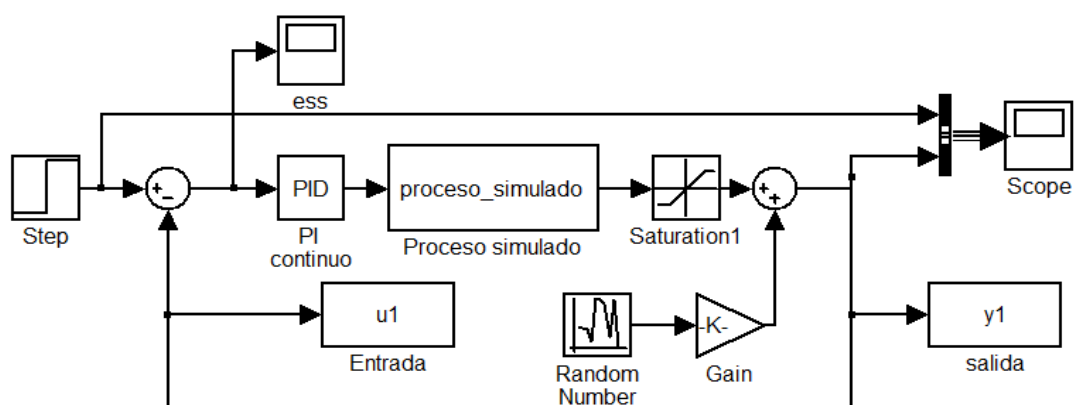 ess
+
−
PID
proceso_simulado
+
+
Scope
Step
PI
continuo
Proceso simulado
Saturation1
u1
-K-
y1
Entrada
Random
Number
Gain
salida